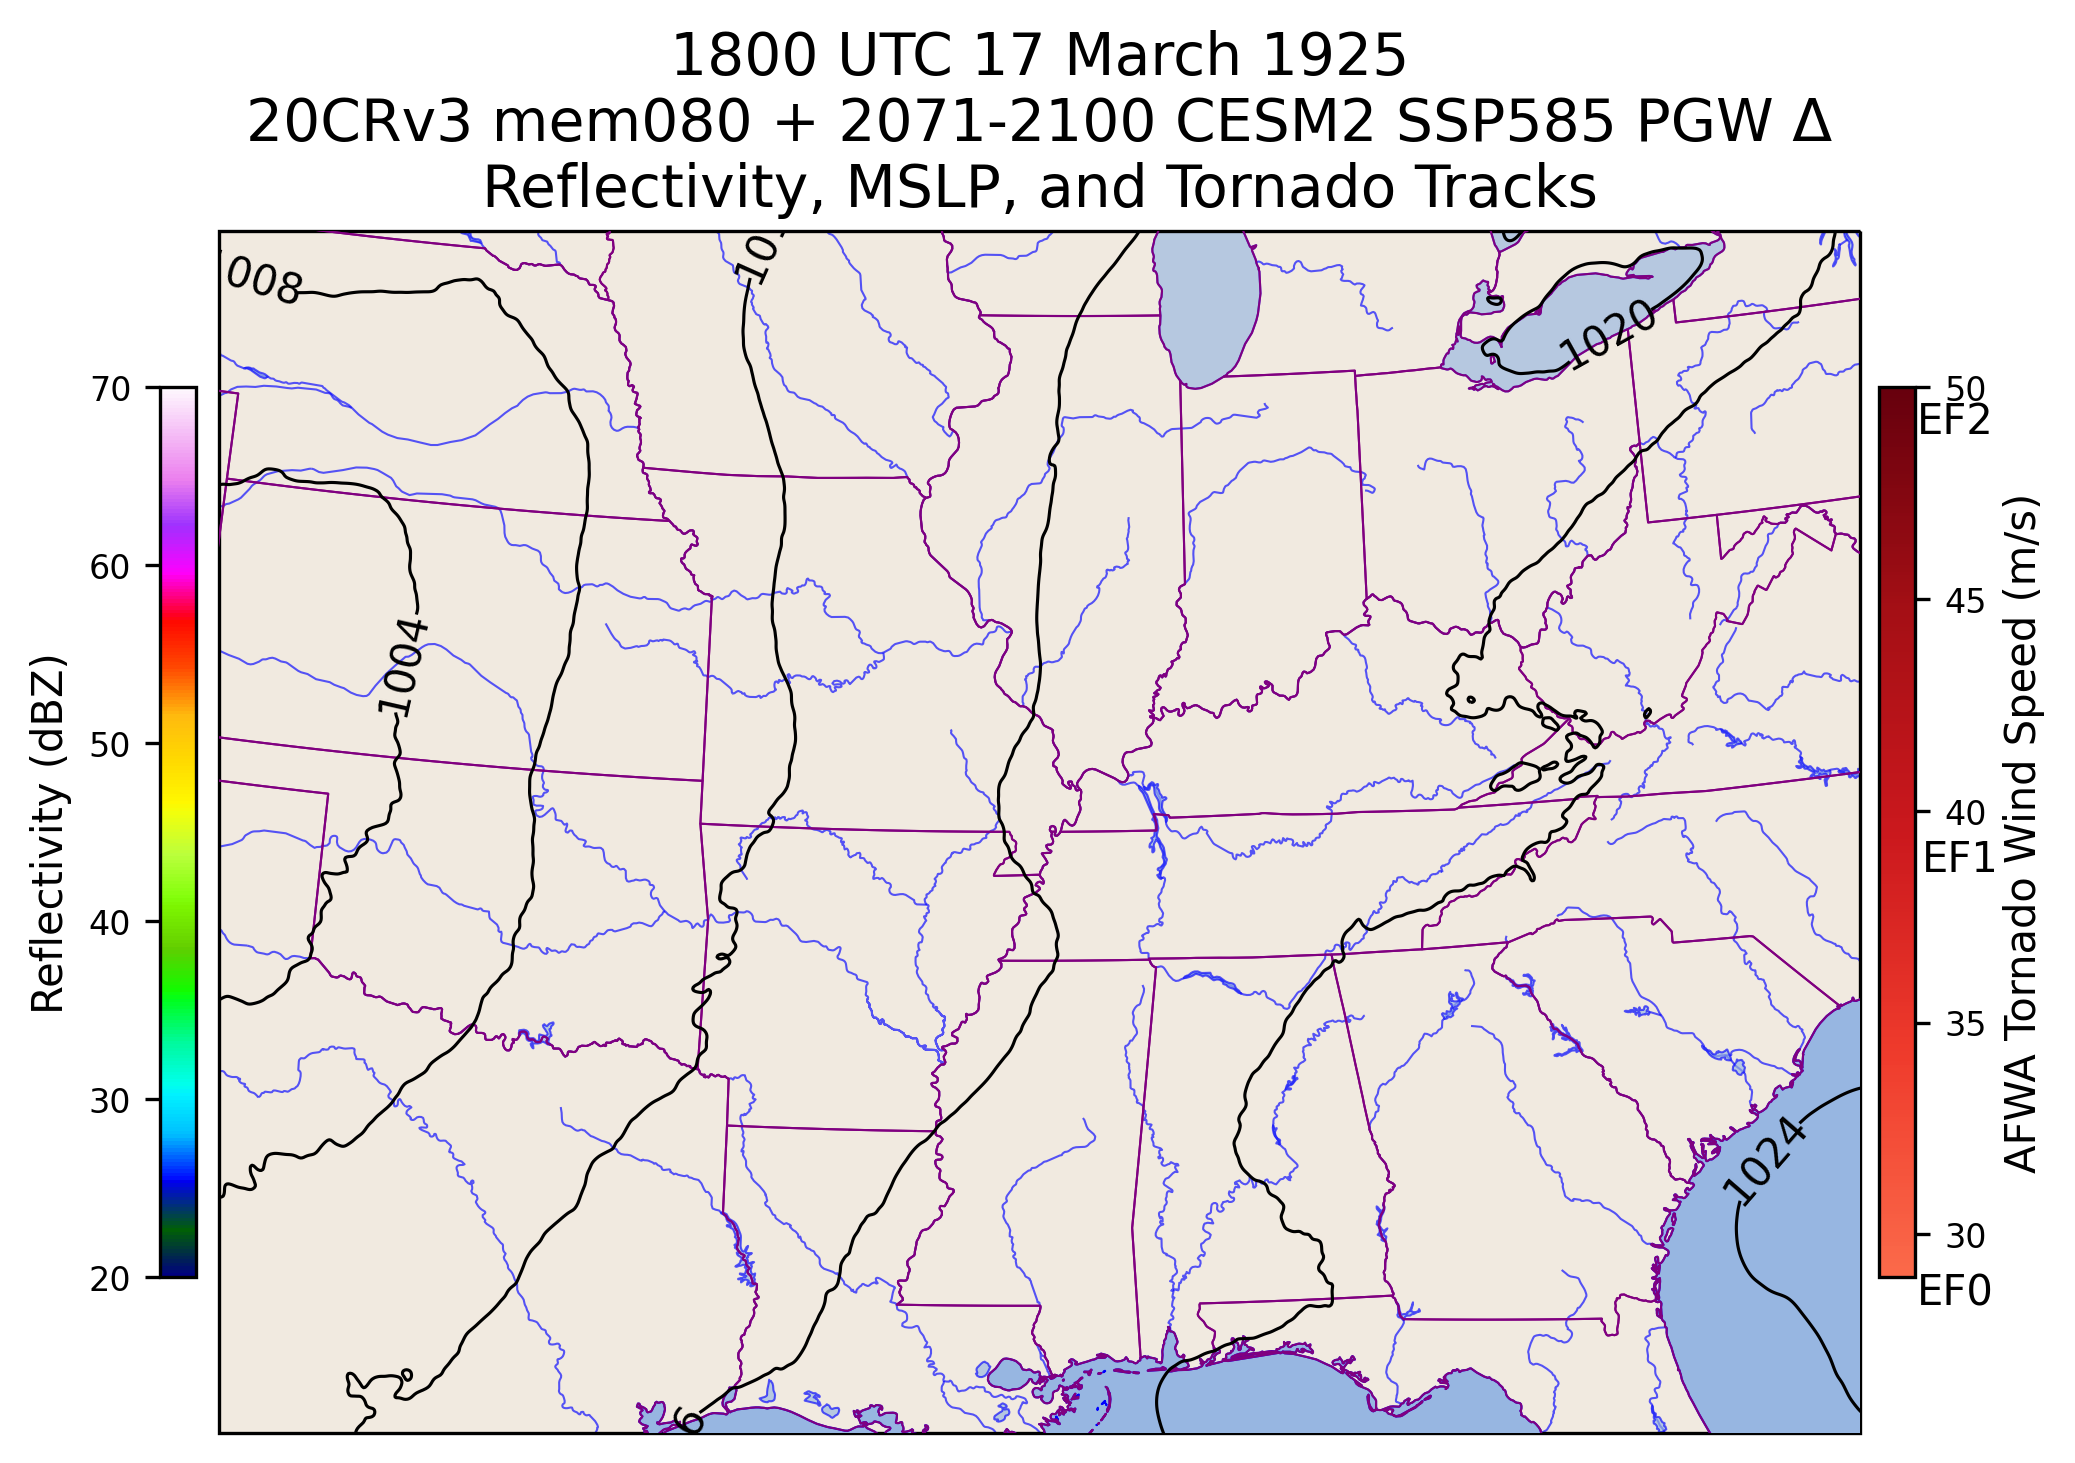 1800 UTC 17 March 1925
20CRv3 mem080 + 2071-2100 CESM2 SSP585 PGW Δ
Reflectivity, MSLP, and Tornado Tracks
008
10
1020
1004
1024
6
70
60
50
40
30
20
Reflectivity (dBZ)
50
EF2
45
40
EF1
35
30
EF0
AFWA Tornado Wind Speed (m/s)